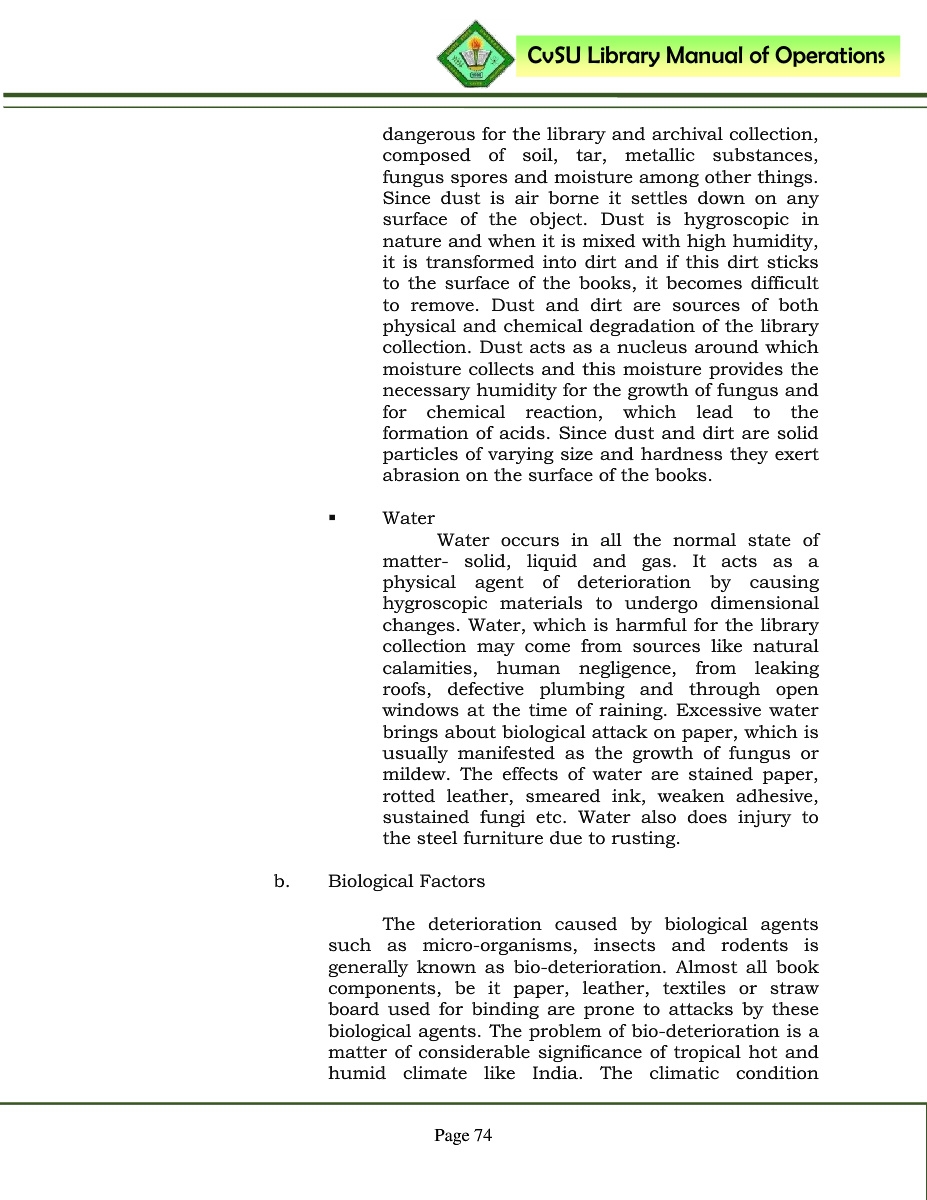 CvSU Library Manual of Operations
dangerous for the library and archival collection,
composed of soil, tar, metallic substances,
fungus spores and moisture among other things.
Since dust is air borne it settles down on any
surface of the object. Dust is hygroscopic in
nature and when it is mixed with high humidity,
it is transformed into dirt and if this dirt sticks
to the surface of the books, it becomes difficult
to remove. Dust and dirt are sources of both
physical and chemical degradation of the library
collection. Dust acts as a nucleus around which
moisture collects and this moisture provides the
necessary humidity for the growth of fungus and
for chemical reaction, which lead to the
formation of acids. Since dust and dirt are solid
particles of varying size and hardness they exert
abrasion on the surface of the books.
▪ Water
Water occurs in all the normal state of
matter- solid, liquid and gas. It acts as a
physical agent of deterioration by causing
hygroscopic materials to undergo dimensional
changes. Water, which is harmful for the library
collection may come from sources like natural
calamities, human negligence, from leaking
roofs, defective plumbing and through open
windows at the time of raining. Excessive water
brings about biological attack on paper, which is
usually manifested as the growth of fungus or
mildew. The effects of water are stained paper,
rotted leather, smeared ink, weaken adhesive,
sustained fungi etc. Water also does injury to
the steel furniture due to rusting.
b. Biological Factors
The deterioration caused by biological agents
such as micro-organisms, insects and rodents is
generally known as bio-deterioration. Almost all book
components, be it paper, leather, textiles or straw
board used for binding are prone to attacks by these
biological agents. The problem of bio-deterioration is a
matter of considerable significance of tropical hot and
humid climate like India. The climatic condition
Page 74